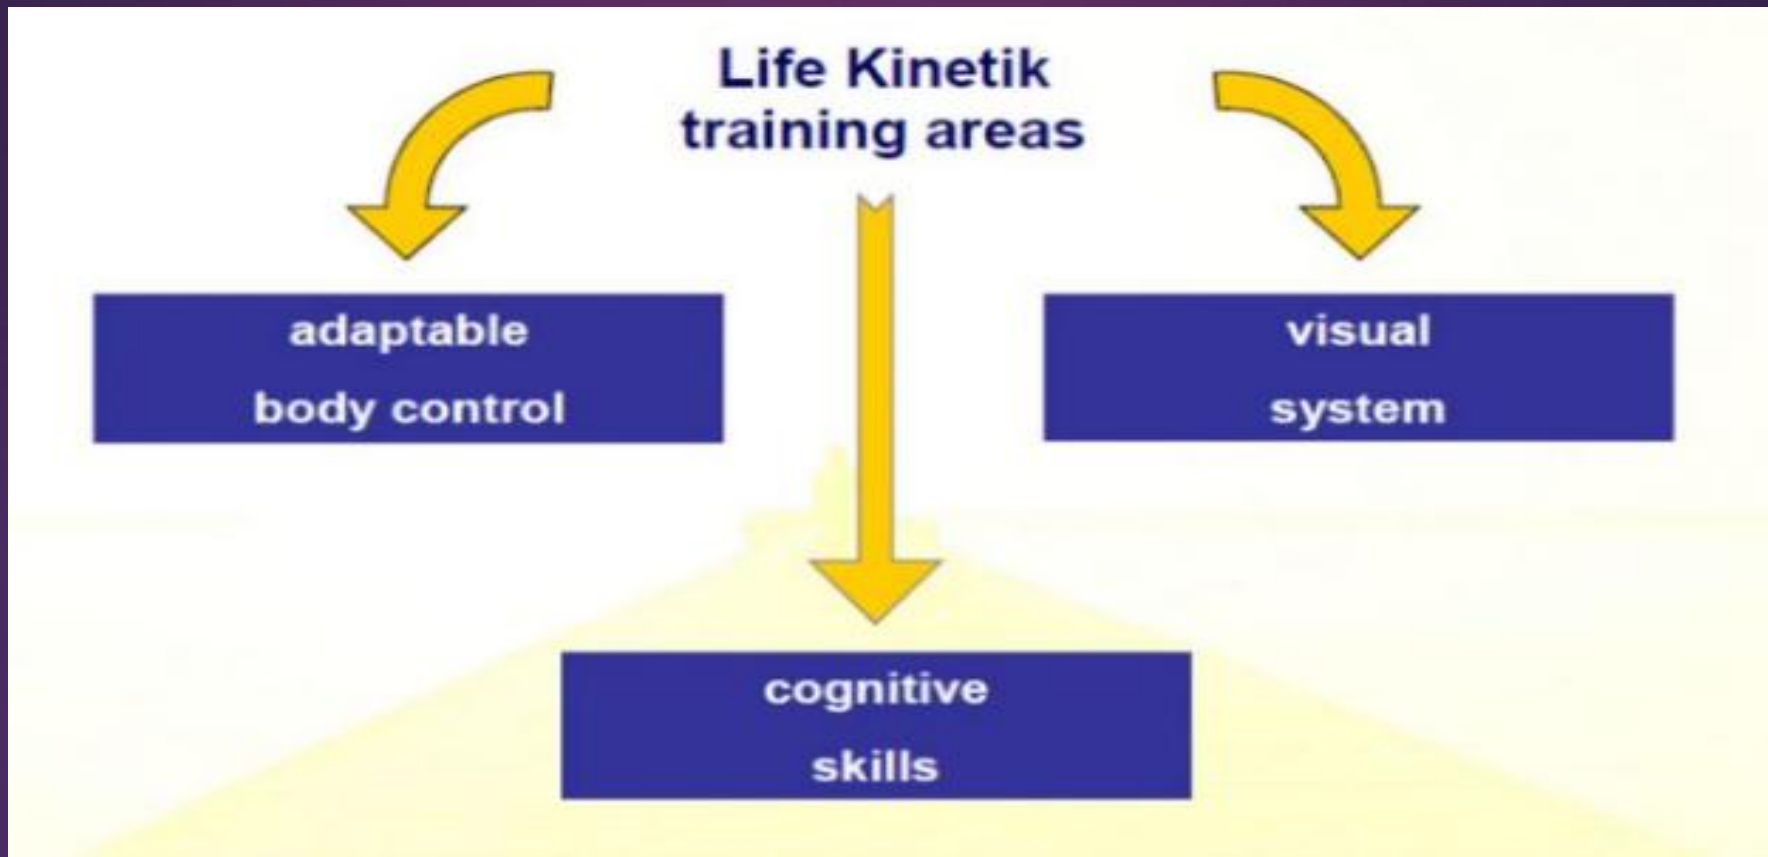 Life Kinetik
training areas
adaptable
body control
visual
system
cognitive
skills